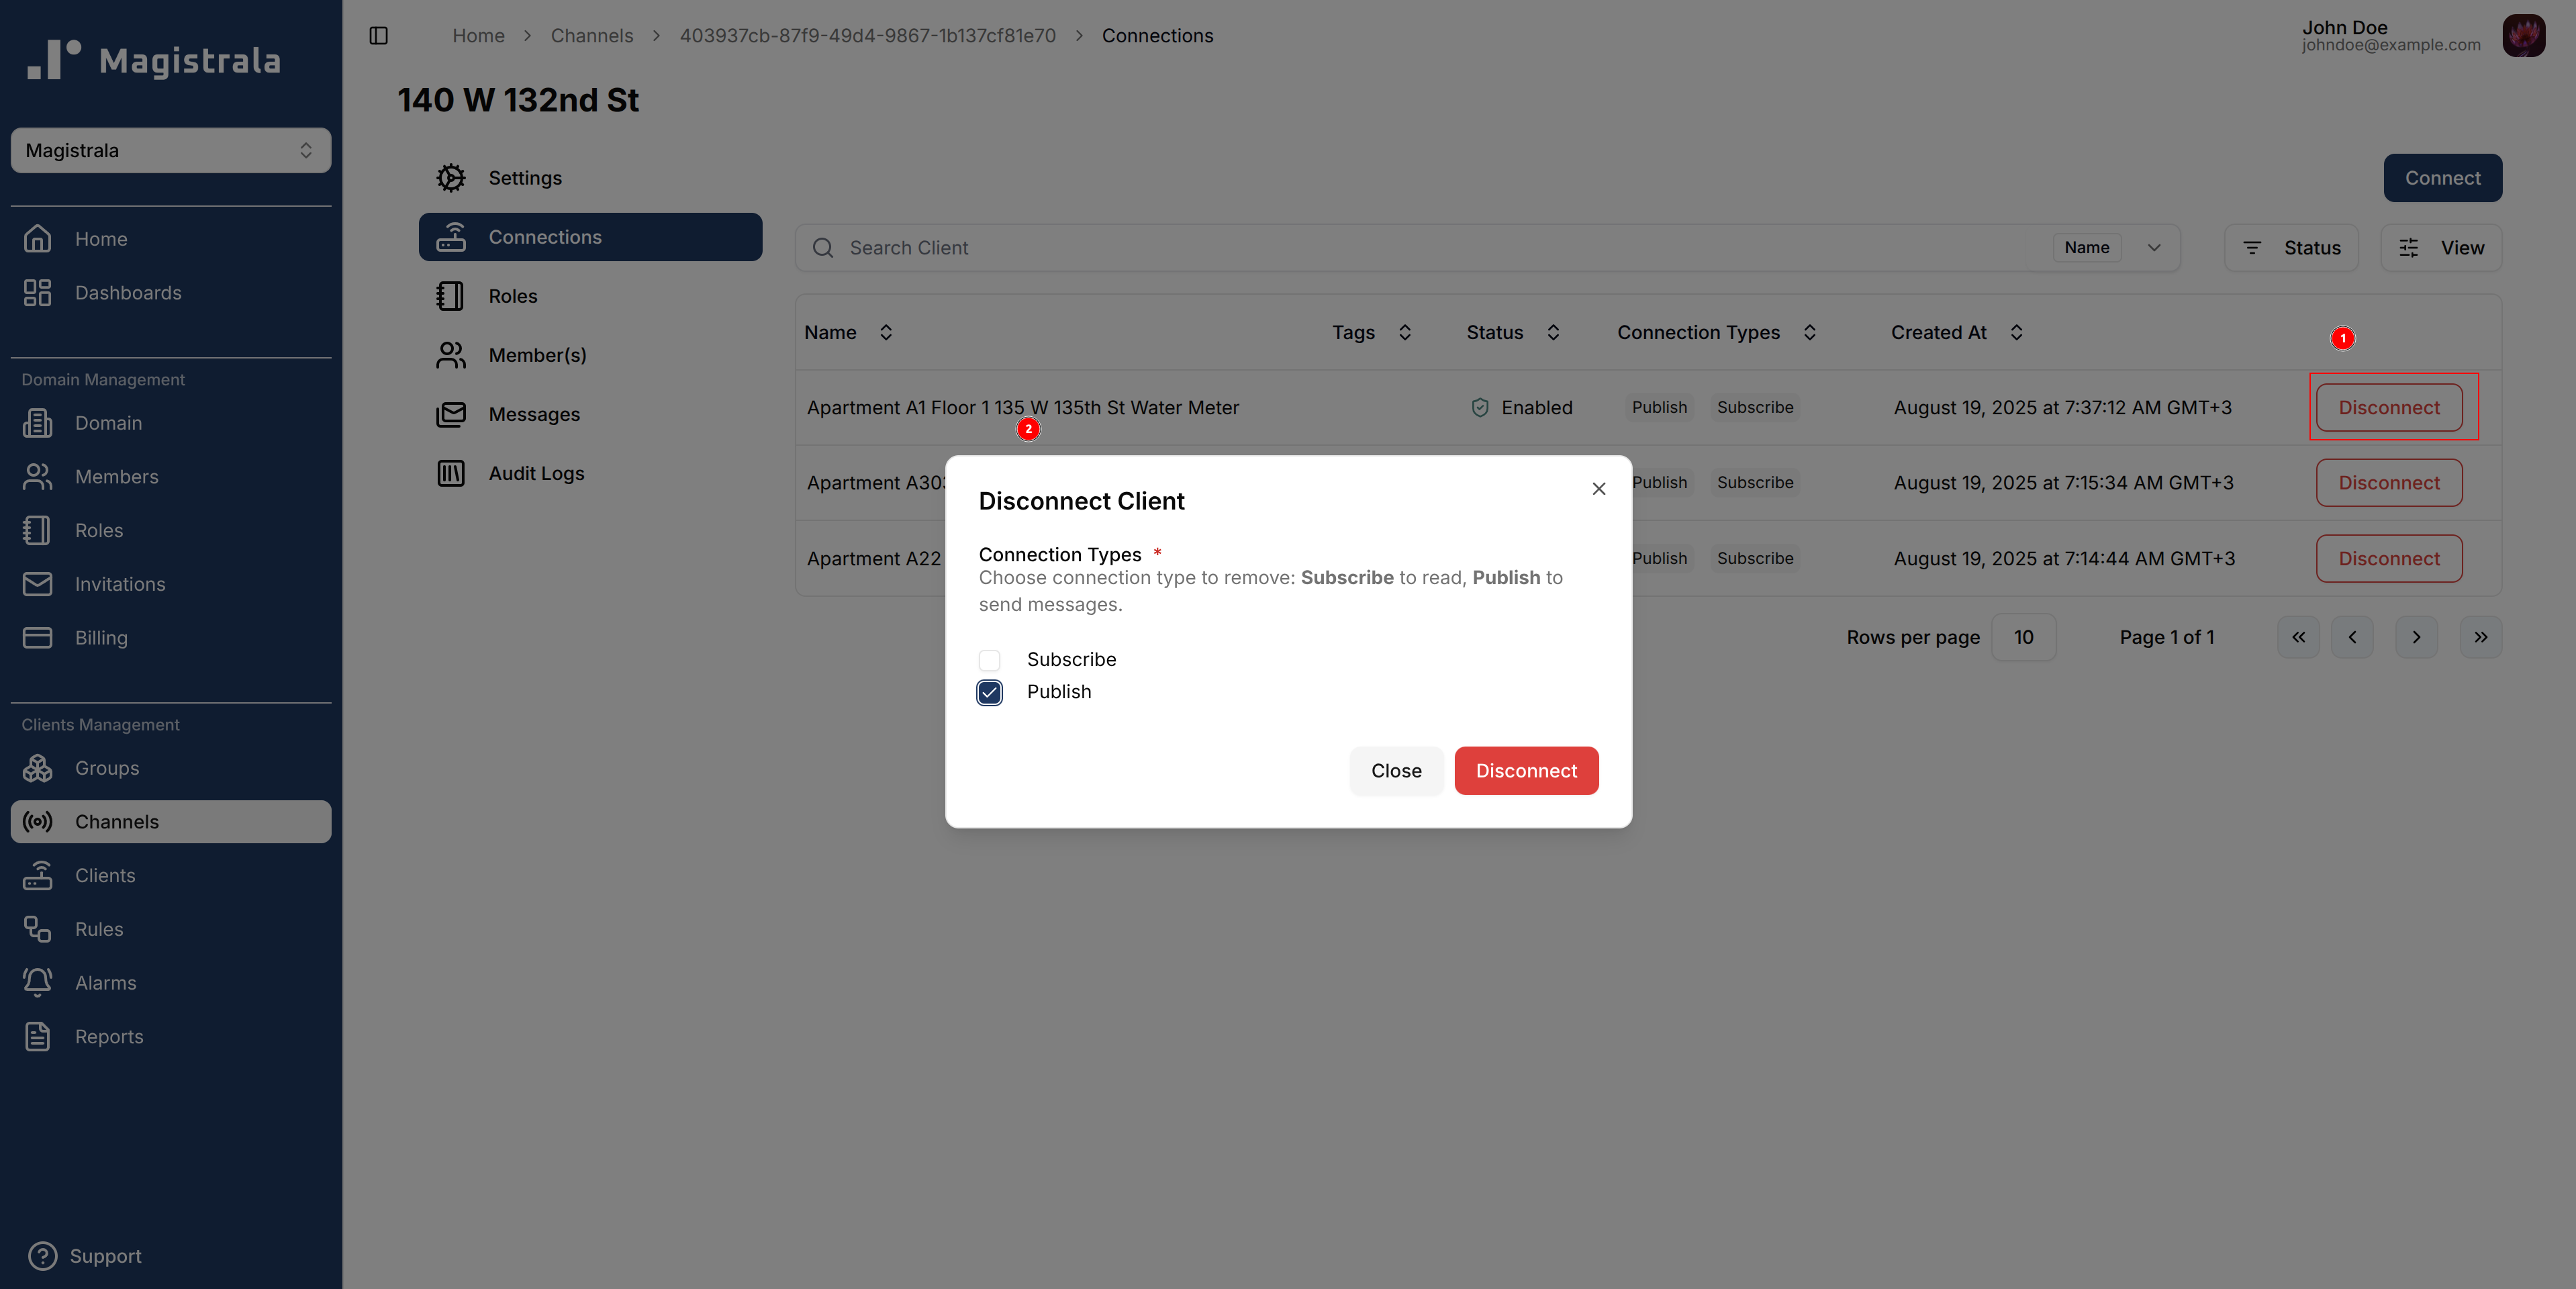 Magistrala
Magistrala
Home
Dashboards
Domain Management
Domain
Members
Roles
Invitations
Billing
Clients Management
Groups
Channels
Clients
Rules
Alarms
Reports
Support
Home > Channels > 403937cb-87f9-49d4-9867-1b137cf81e70 > Connections
John Doe
johndoe@example.com
140 W 132nd St
Settings
Connections
Roles
Member(s)
Messages
Audit Logs
Connect
Search Client Name Status View
Name Tags Status Connection Types Created At
1
Apartment A1 Floor 1 135 W 135th St Water Meter Enabled Publish Subscribe August 19, 2025 at 7:37:12 AM GMT+3 Disconnect
2
Apartment A303 Publish Subscribe August 19, 2025 at 7:15:34 AM GMT+3 Disconnect
Apartment A22 Publish Subscribe August 19, 2025 at 7:14:44 AM GMT+3 Disconnect
Rows per page 10 Page 1 of 1
Disconnect Client
Connection Types *
Choose connection type to remove: Subscribe to read, Publish to
send messages.
Subscribe
Publish
Close Disconnect